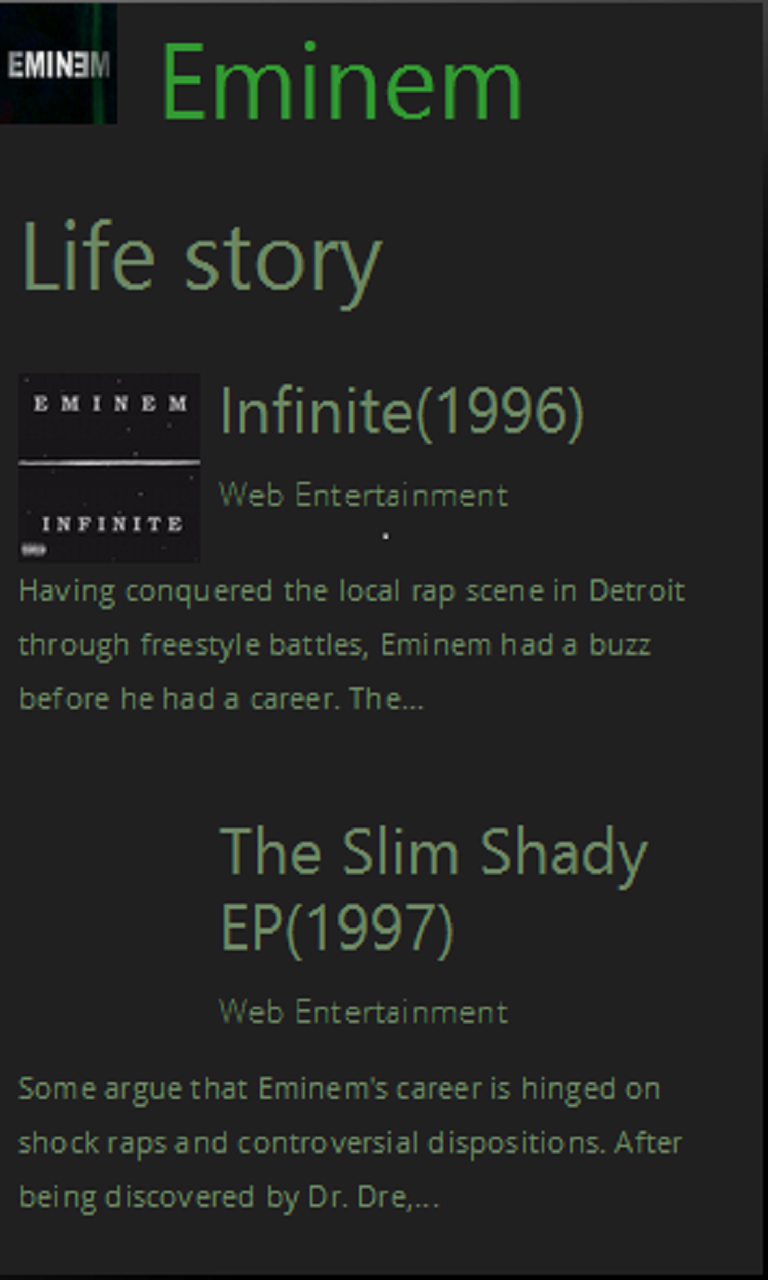 EMINƎM
Eminem
Life story
EMINEM
INFINITE
Infinite(1996)
Web Entertainment
Having conquered the local rap scene in Detroit
through freestyle battles, Eminem had a buzz
before he had a career. The...
The Slim Shady
EP(1997)
Web Entertainment
Some argue that Eminem's career is hinged on
shock raps and controversial dispositions. After
being discovered by Dr. Dre,...